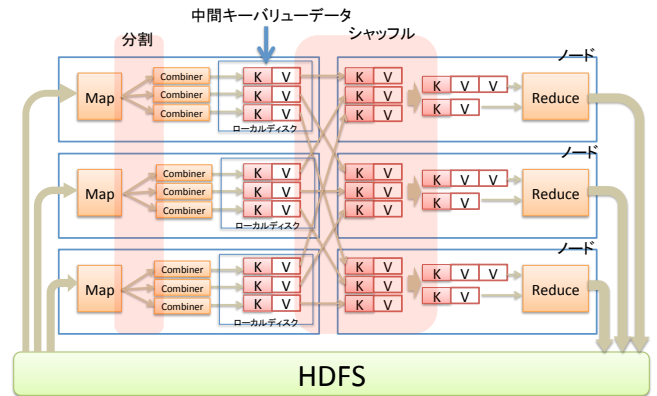 中間キーバリューデータ
分割
シャッフル
ノード
Map
Combiner
Combiner
Combiner
K V
K V
K V
ローカルディスク
K V
K V
K V
K V V
K V
Reduce
ノード
Map
Combiner
Combiner
Combiner
K V
K V
K V
ローカルディスク
K V
K V
K V
K V V
K V
Reduce
ノード
Map
Combiner
Combiner
Combiner
K V
K V
K V
ローカルディスク
K V
K V
K V
K V V
K V
Reduce
HDFS